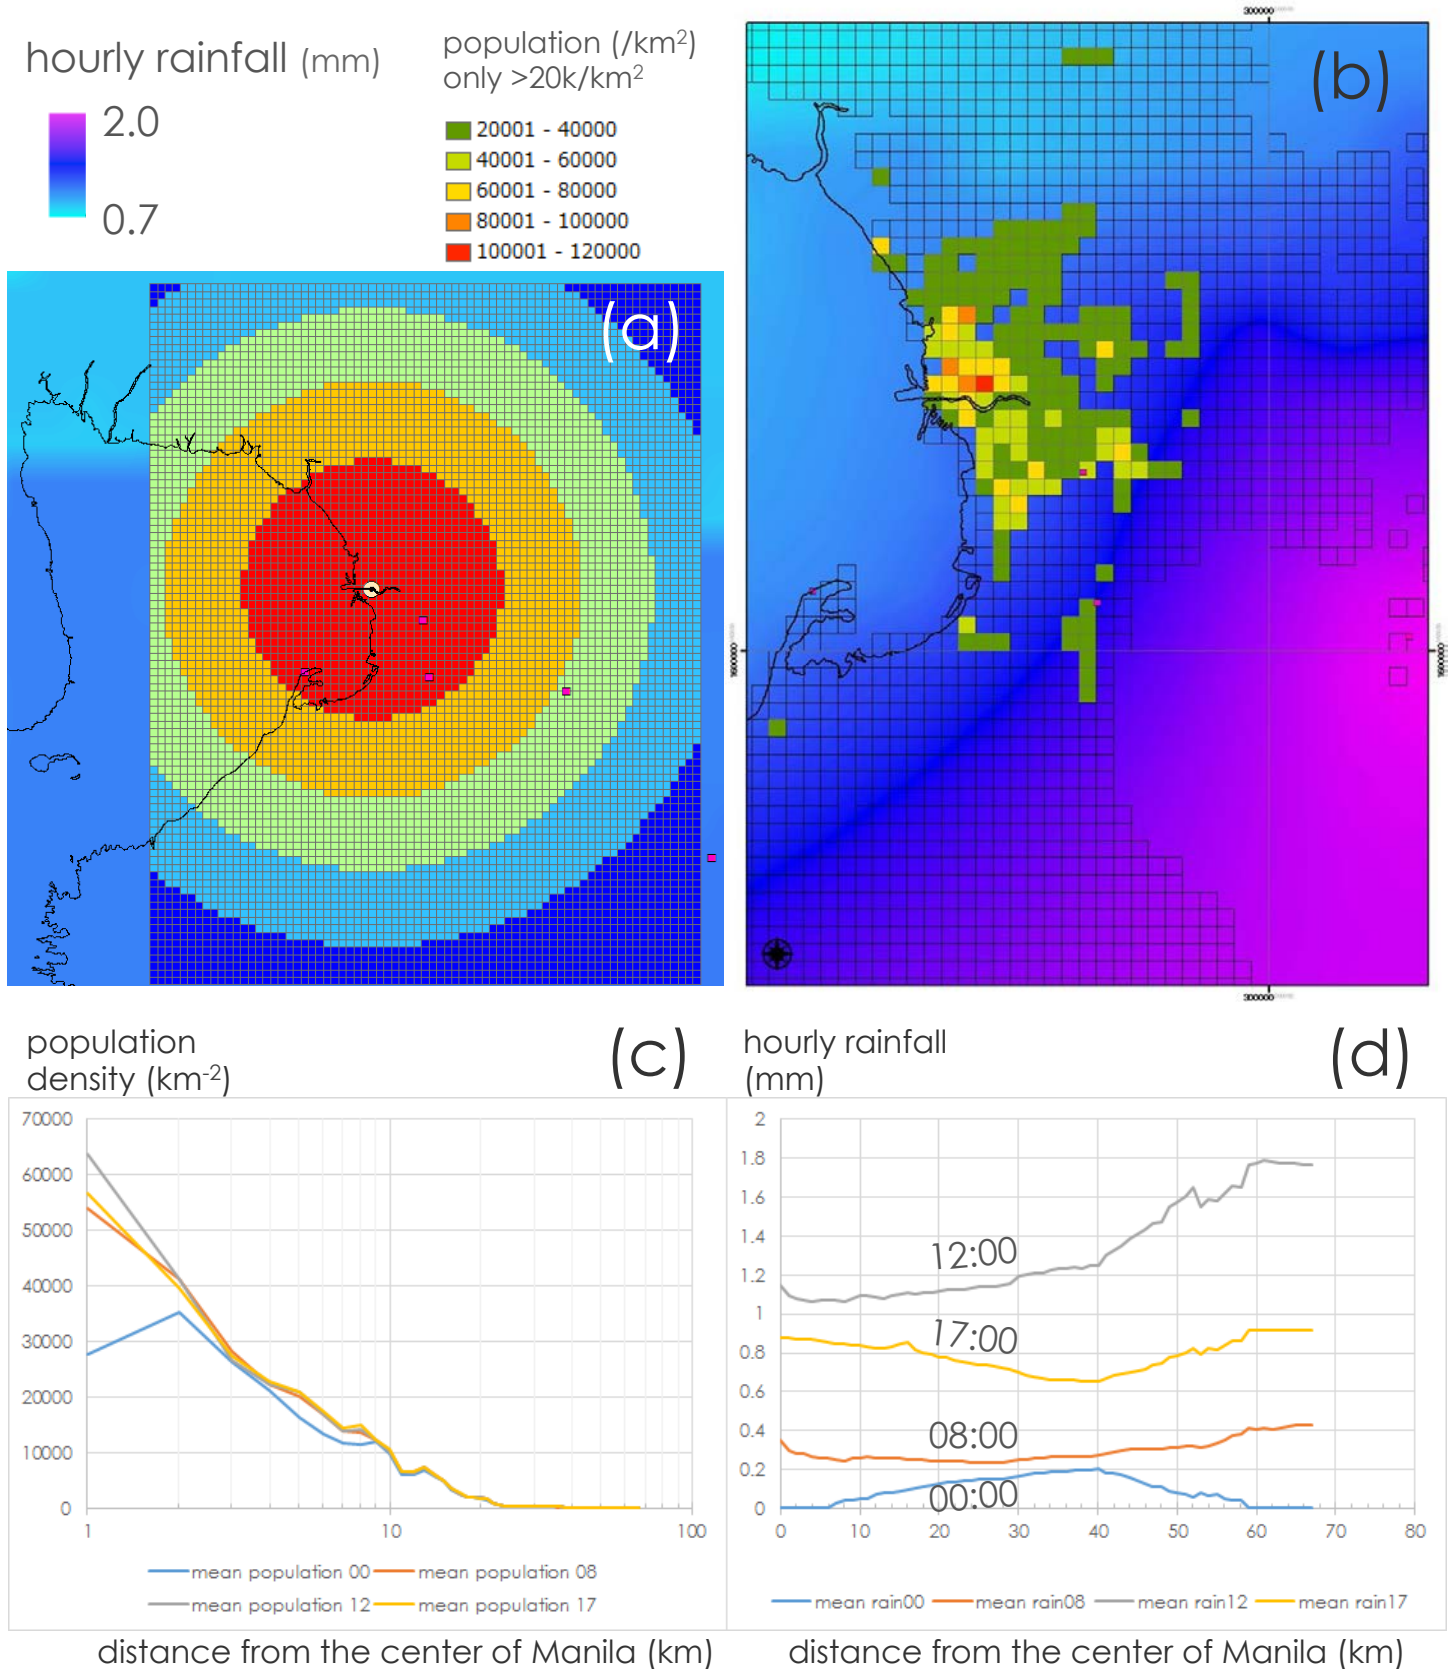 hourly rainfall (mm)
2.0
0.7
population (/km²)
only >20k/km²
20001 - 40000
40001 - 60000
60001 - 80000
80001 - 100000
100001 - 120000
(a)
(b)
300000
300000
population
density (km⁻²)
(c)
70000
60000
50000
40000
30000
20000
10000
0
1
10
100
mean population 00
mean population 08
mean population 12
mean population 17
distance from the center of Manila (km)
hourly rainfall
(mm)
(d)
2
1.8
1.6
1.4
1.2
1
0.8
0.6
0.4
0.2
0
12:00
17:00
08:00
00:00
0
10
20
30
40
50
60
70
80
mean rain00
mean rain08
mean rain12
mean rain17
distance from the center of Manila (km)